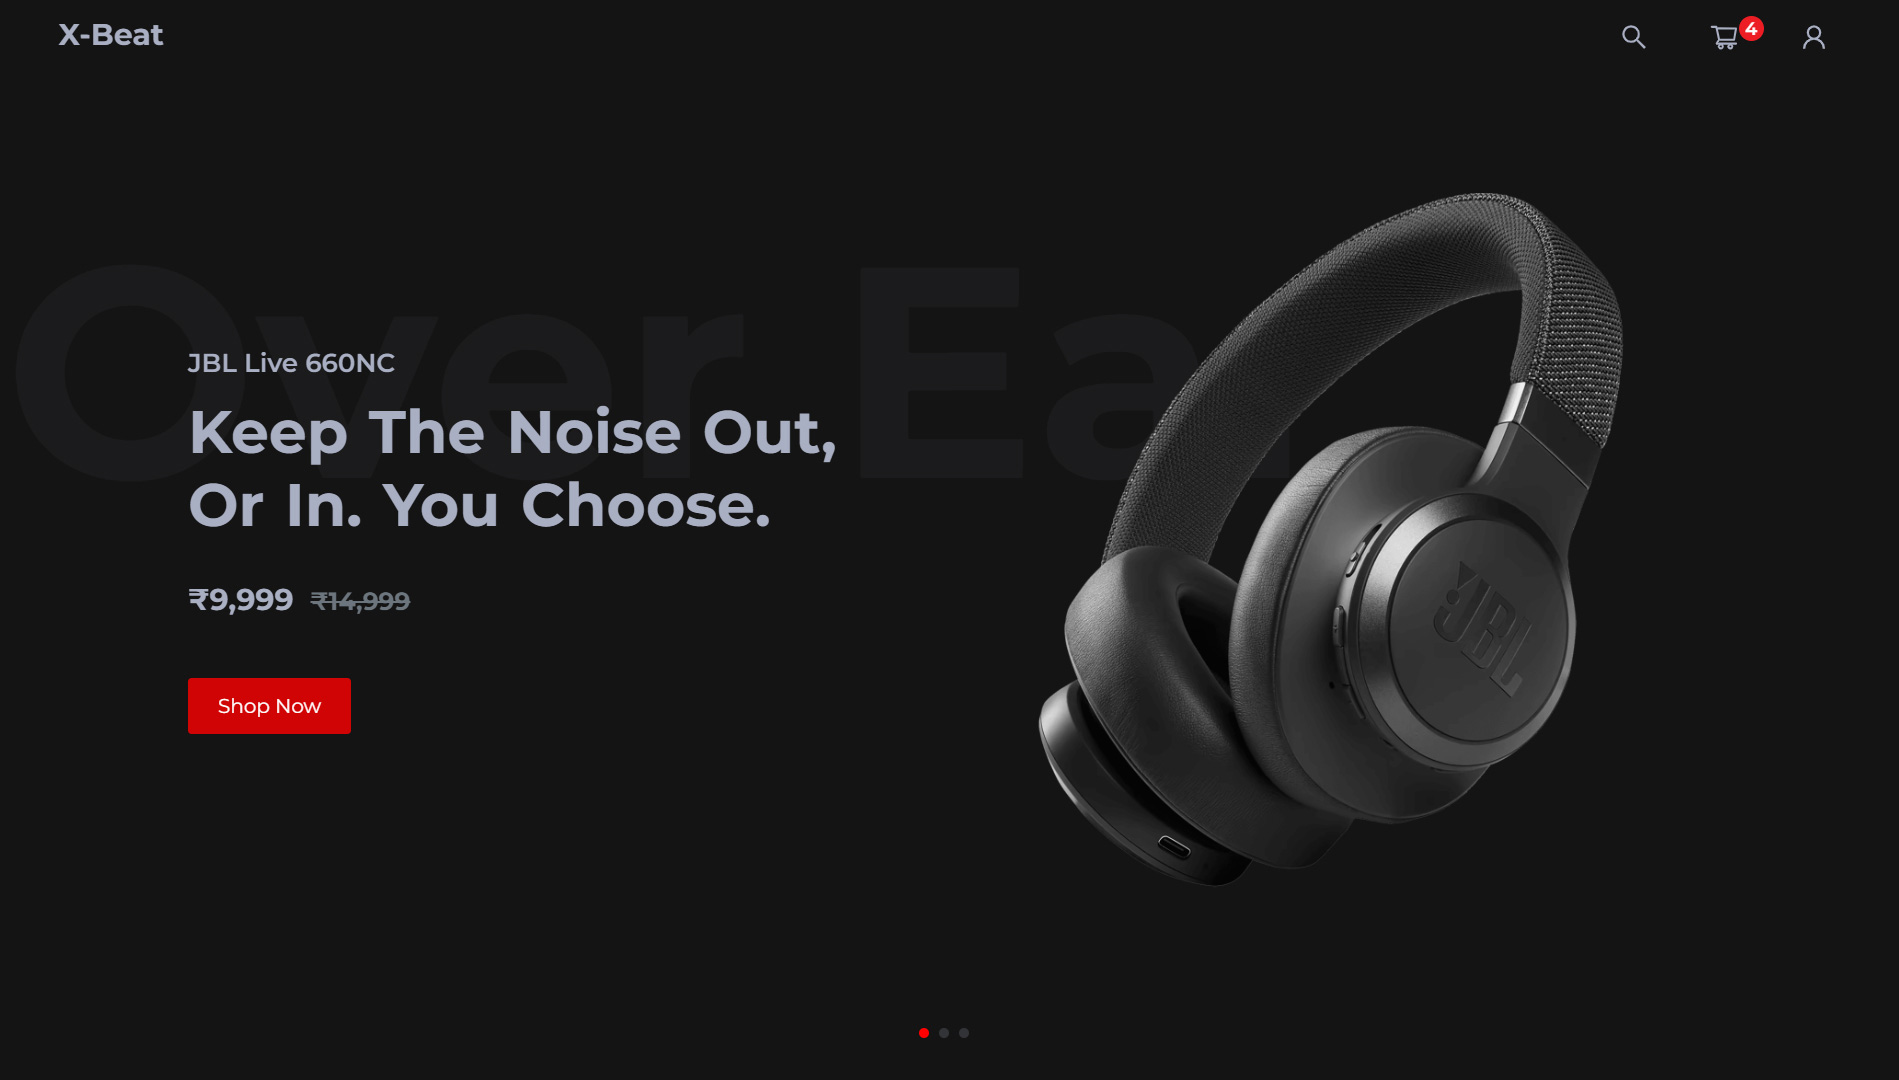 X-Beat
4
Over Ear
JBL Live 660NC
Keep The Noise Out,
Or In. You Choose.
₹9,999 ₹14,999
Shop Now
JBL